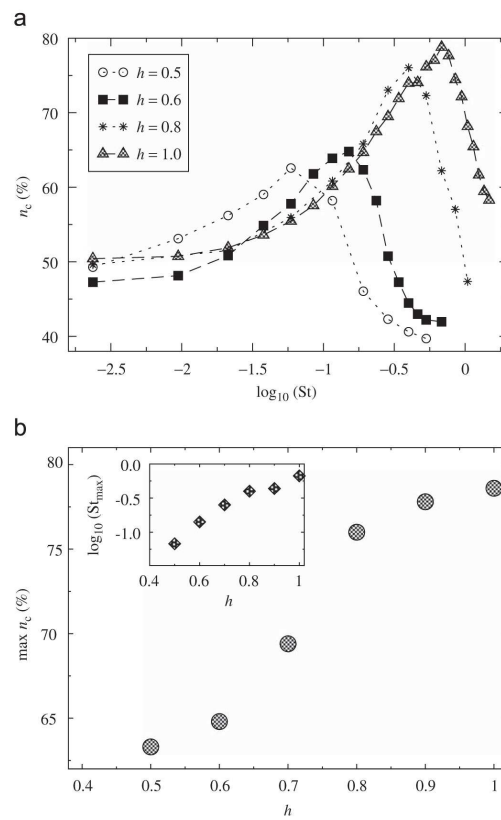 a
80
70
60
50
40
n_c (%)
h = 0.5
h = 0.6
h = 0.8
h = 1.0
-2.5
-2
-1.5
-1
-0.5
0
log₁₀ (St)
b
80
75
70
65
max n_c (%)
0.0
-0.5
-1.0
log₁₀ (St_max)
0.4
0.6
0.8
1
h
0.4
0.5
0.6
0.7
0.8
0.9
1
h